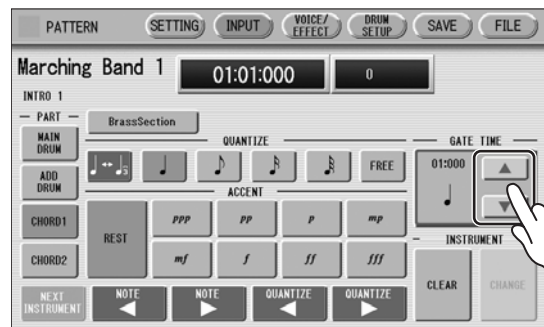 PATTERN SETTING INPUT VOICE/ EFFECT DRUM SETUP SAVE FILE
Marching Band 1 01:01:000 0
INTRO 1
PART
BrassSection
MAIN DRUM
QUANTIZE
GATE TIME
FREE
01:000
ADD DRUM
ACCENT
CHORD1
REST
ppp pp p mp
INSTRUMENT
CHORD2
mf f ff fff
CLEAR
CHANGE
NEXT INSTRUMENT
NOTE NOTE QUANTIZE QUANTIZE